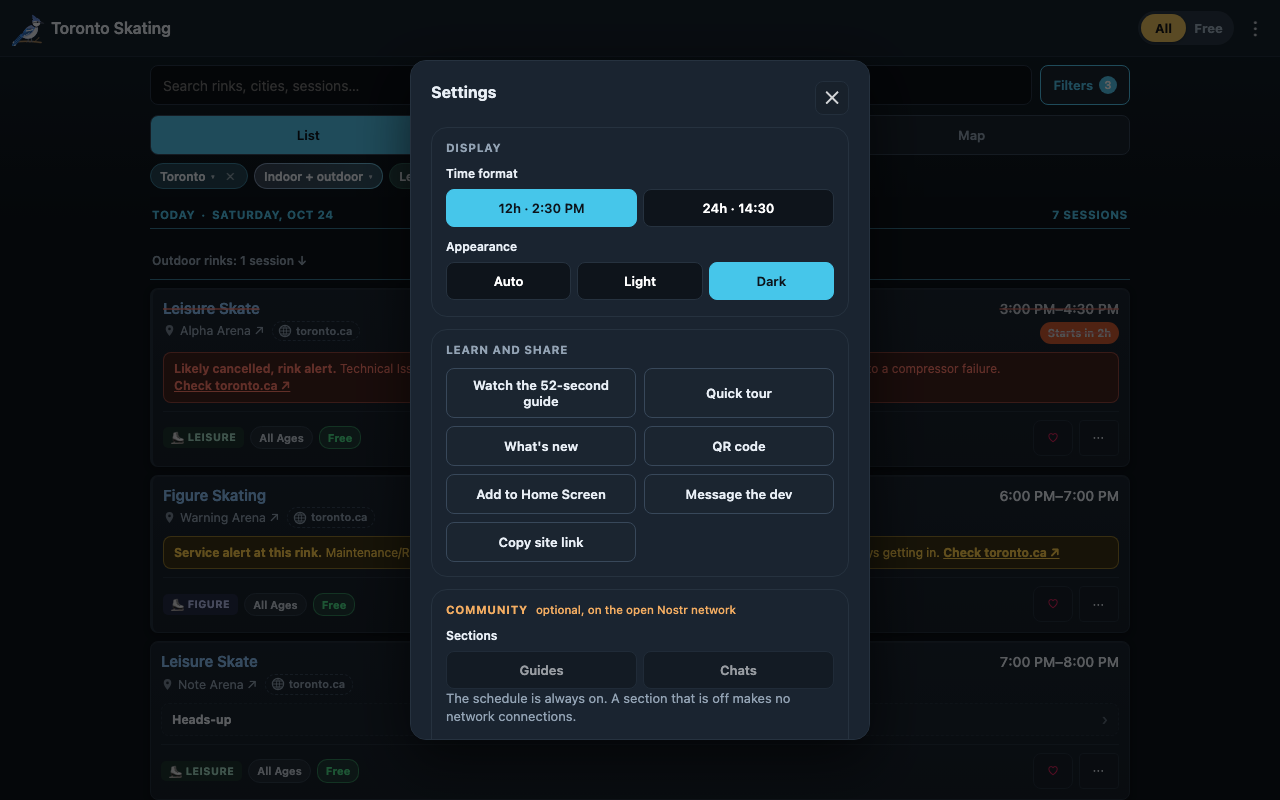 Toronto Skating
All Free
Search rinks, cities, sessions...
Filters 3
List
Map
Toronto
Indoor + outdoor
TODAY · SATURDAY, OCT 24
7 SESSIONS
Outdoor rinks: 1 session ↓
Leisure Skate
3:00 PM–4:30 PM
Alpha Arena ↗ toronto.ca
Starts in 2h
Likely cancelled, rink alert. Technical
to a compressor failure.
Check toronto.ca ↗
LEISURE All Ages Free
Figure Skating
6:00 PM–7:00 PM
Warning Arena ↗ toronto.ca
Service alert at this rink.
getting in. Check toronto.ca ↗
FIGURE All Ages Free
Leisure Skate
7:00 PM–8:00 PM
Note Arena ↗ toronto.ca
Heads-up
LEISURE All Ages Free
Settings
DISPLAY
Time format
12h · 2:30 PM
24h · 14:30
Appearance
Auto
Light
Dark
LEARN AND SHARE
Watch the 52-second
guide
Quick tour
What's new
QR code
Add to Home Screen
Message the dev
Copy site link
COMMUNITY optional, on the open Nostr network
Sections
Guides
Chats
The schedule is always on. A section that is off makes no
network connections.